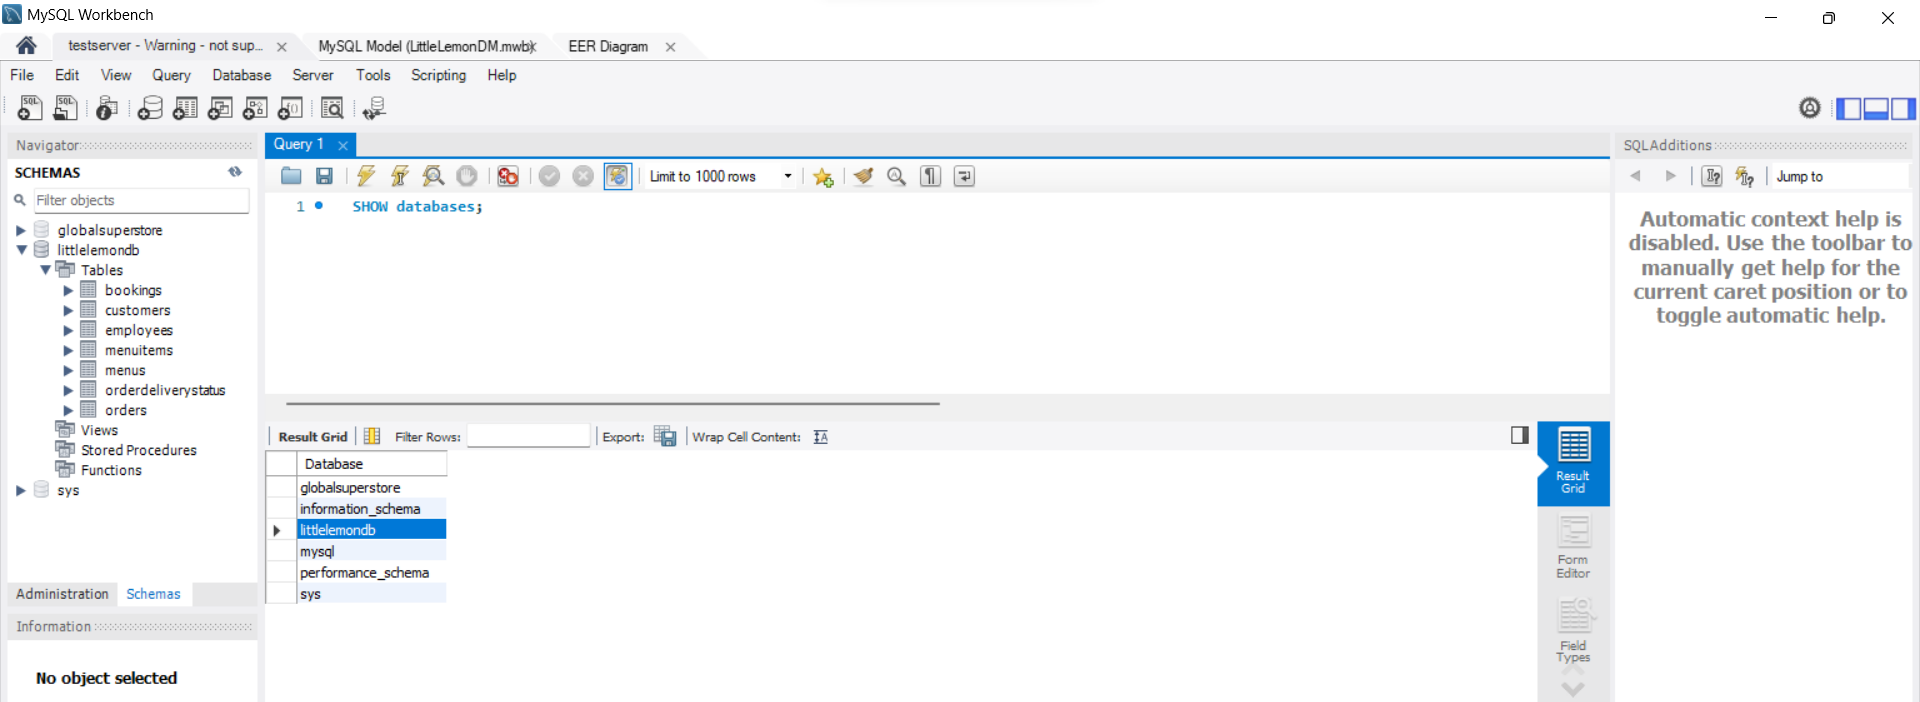 MySQL Workbench
testserver - Warning - not sup...
MySQL Model (LittleLemonDM.mwb)
EER Diagram
File Edit View Query Database Server Tools Scripting Help
Navigator
SCHEMAS
Filter objects
globalsuperstore
littlelemondb
Tables
bookings
customers
employees
menuitems
menus
orderdeliverystatus
orders
Views
Stored Procedures
Functions
sys
Administration Schemas
Information
No object selected
Query 1
Limit to 1000 rows
1 SHOW databases;
Result Grid Filter Rows: Export: Wrap Cell Content:
Database
globalsuperstore
information_schema
littlelemondb
mysql
performance_schema
sys
Result
Grid
Form
Editor
Field
Types
SQLAdditions
Jump to
Automatic context help is
disabled. Use the toolbar to
manually get help for the
current caret position or to
toggle automatic help.